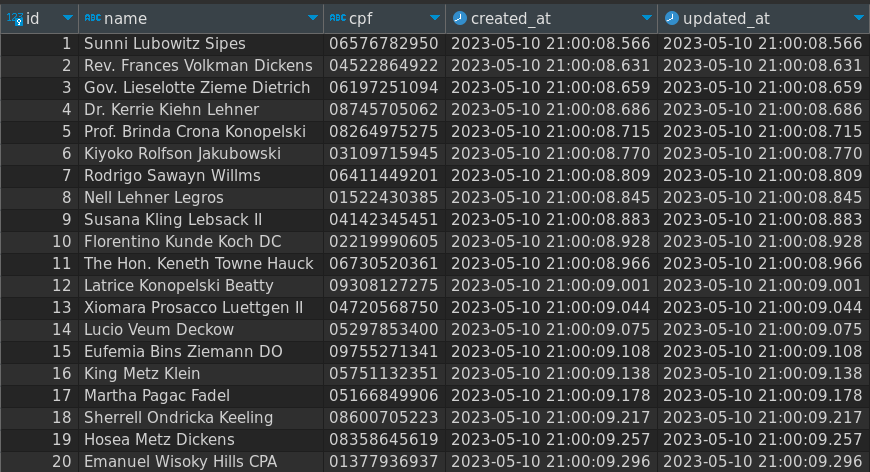 123 id ABC name ABC cpf created_at updated_at
1 Sunni Lubowitz Sipes 06576782950 2023-05-10 21:00:08.566 2023-05-10 21:00:08.566
2 Rev. Frances Volkman Dickens 04522864922 2023-05-10 21:00:08.631 2023-05-10 21:00:08.631
3 Gov. Lieselotte Zieme Dietrich 06197251094 2023-05-10 21:00:08.659 2023-05-10 21:00:08.659
4 Dr. Kerrie Kiehn Lehner 08745705062 2023-05-10 21:00:08.686 2023-05-10 21:00:08.686
5 Prof. Brinda Crona Konopelski 08264975275 2023-05-10 21:00:08.715 2023-05-10 21:00:08.715
6 Kiyoko Rolfson Jakubowski 03109715945 2023-05-10 21:00:08.770 2023-05-10 21:00:08.770
7 Rodrigo Sawayn Willms 06411449201 2023-05-10 21:00:08.809 2023-05-10 21:00:08.809
8 Nell Lehner Legros 01522430385 2023-05-10 21:00:08.845 2023-05-10 21:00:08.845
9 Susana Kling Lebsack II 04142345451 2023-05-10 21:00:08.883 2023-05-10 21:00:08.883
10 Florentino Kunde Koch DC 02219990605 2023-05-10 21:00:08.928 2023-05-10 21:00:08.928
11 The Hon. Keneth Towne Hauck 06730520361 2023-05-10 21:00:08.966 2023-05-10 21:00:08.966
12 Latrice Konopelski Beatty 09308127275 2023-05-10 21:00:09.001 2023-05-10 21:00:09.001
13 Xiomara Prosacco Luettgen II 04720568750 2023-05-10 21:00:09.044 2023-05-10 21:00:09.044
14 Lucio Veum Deckow 05297853400 2023-05-10 21:00:09.075 2023-05-10 21:00:09.075
15 Eufemia Bins Ziemann DO 09755271341 2023-05-10 21:00:09.108 2023-05-10 21:00:09.108
16 King Metz Klein 05751132351 2023-05-10 21:00:09.138 2023-05-10 21:00:09.138
17 Martha Pagac Fadel 05166849906 2023-05-10 21:00:09.178 2023-05-10 21:00:09.178
18 Sherrell Ondricka Keeling 08600705223 2023-05-10 21:00:09.217 2023-05-10 21:00:09.217
19 Hosea Metz Dickens 08358645619 2023-05-10 21:00:09.257 2023-05-10 21:00:09.257
20 Emanuel Wisoky Hills CPA 01377936937 2023-05-10 21:00:09.296 2023-05-10 21:00:09.296